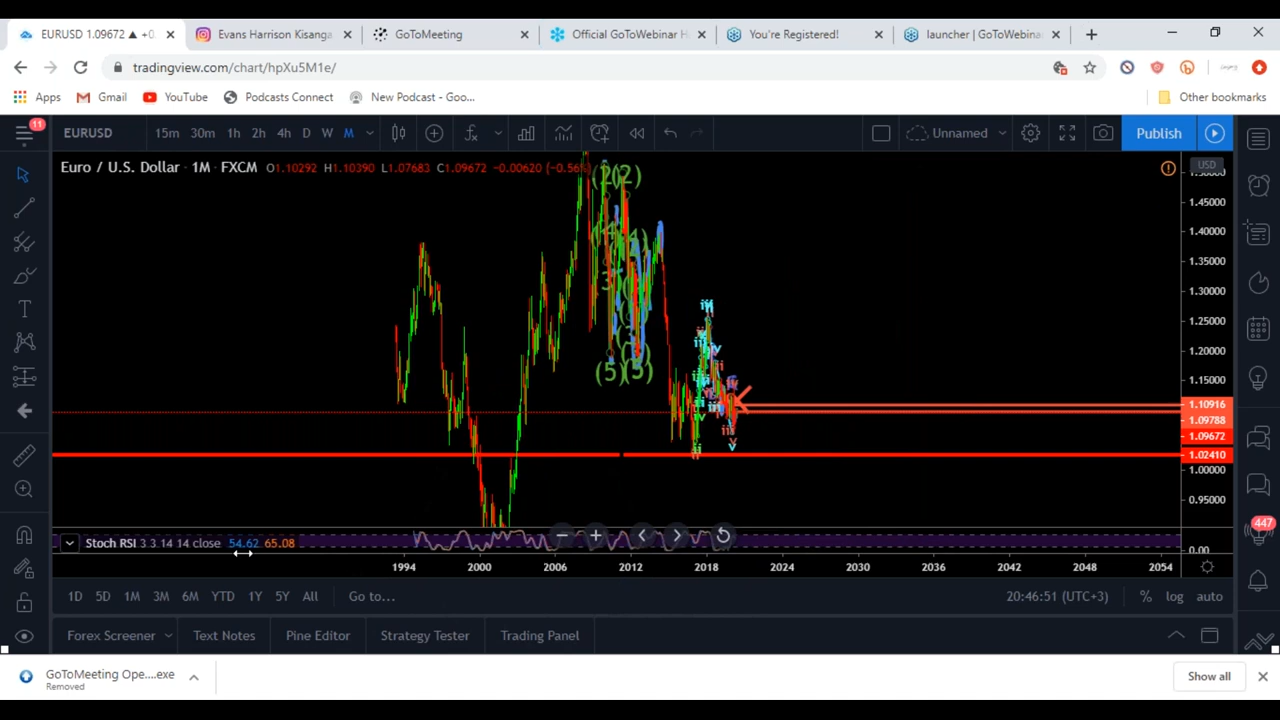 EURUSD 1.09672 ▲ +0.
Evans Harrison Kisanga
GoToMeeting
Official GoToWebinar H
You're Registered!
launcher | GoToWebina
tradingview.com/chart/hpXu5M1e/
Apps Gmail YouTube Podcasts Connect New Podcast - Goo... Other bookmarks
11
EURUSD 15m 30m 1h 2h 4h D W M Unnamed Publish
Euro / U.S. Dollar · 1M · FXCM O1.10292 H1.10390 L1.07683 C1.09672 −0.00620 (−0.56%
USD
1.45000
1.40000
1.35000
1.30000
1.25000
1.20000
1.15000
1.10916
1.09788
1.09672
1.02410
1.00000
0.95000
(2)
(5)
447
Stoch RSI 3 3 14 14 close 54.62 65.08
0.00
1994 2000 2006 2012 2018 2024 2030 2036 2042 2048 2054
1D 5D 1M 3M 6M YTD 1Y 5Y All Go to... 20:46:51 (UTC+3) % log auto
Forex Screener Text Notes Pine Editor Strategy Tester Trading Panel
GoToMeeting Ope....exe
Removed
Show all